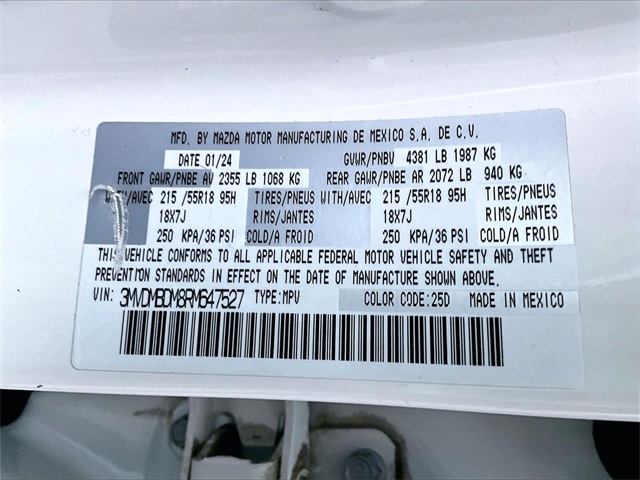 MFD. BY MAZDA MOTOR MANUFACTURING DE MEXICO S.A. DE C.V.
DATE 01/24 GVWR/PNBV 4381 LB 1987 KG
FRONT GAWR/PNBE AV 2355 LB 1068 KG REAR GAWR/PNBE AR 2072 LB 940 KG
WITH/AVEC 215 /55R18 95H TIRES/PNEUS WITH/AVEC 215 /55R18 95H TIRES/PNEUS
18X7J RIMS/JANTES 18X7J RIMS/JANTES
250 KPA/36 PSI COLD/A FROID 250 KPA/36 PSI COLD/A FROID
THIS VEHICLE CONFORMS TO ALL APPLICABLE FEDERAL MOTOR VEHICLE SAFETY AND THEFT
PREVENTION STANDARDS IN EFFECT ON THE DATE OF MANUFACTURE SHOWN ABOVE.
VIN: 3MVDMBDM8RM647527 TYPE:MPV COLOR CODE:25D MADE IN MEXICO